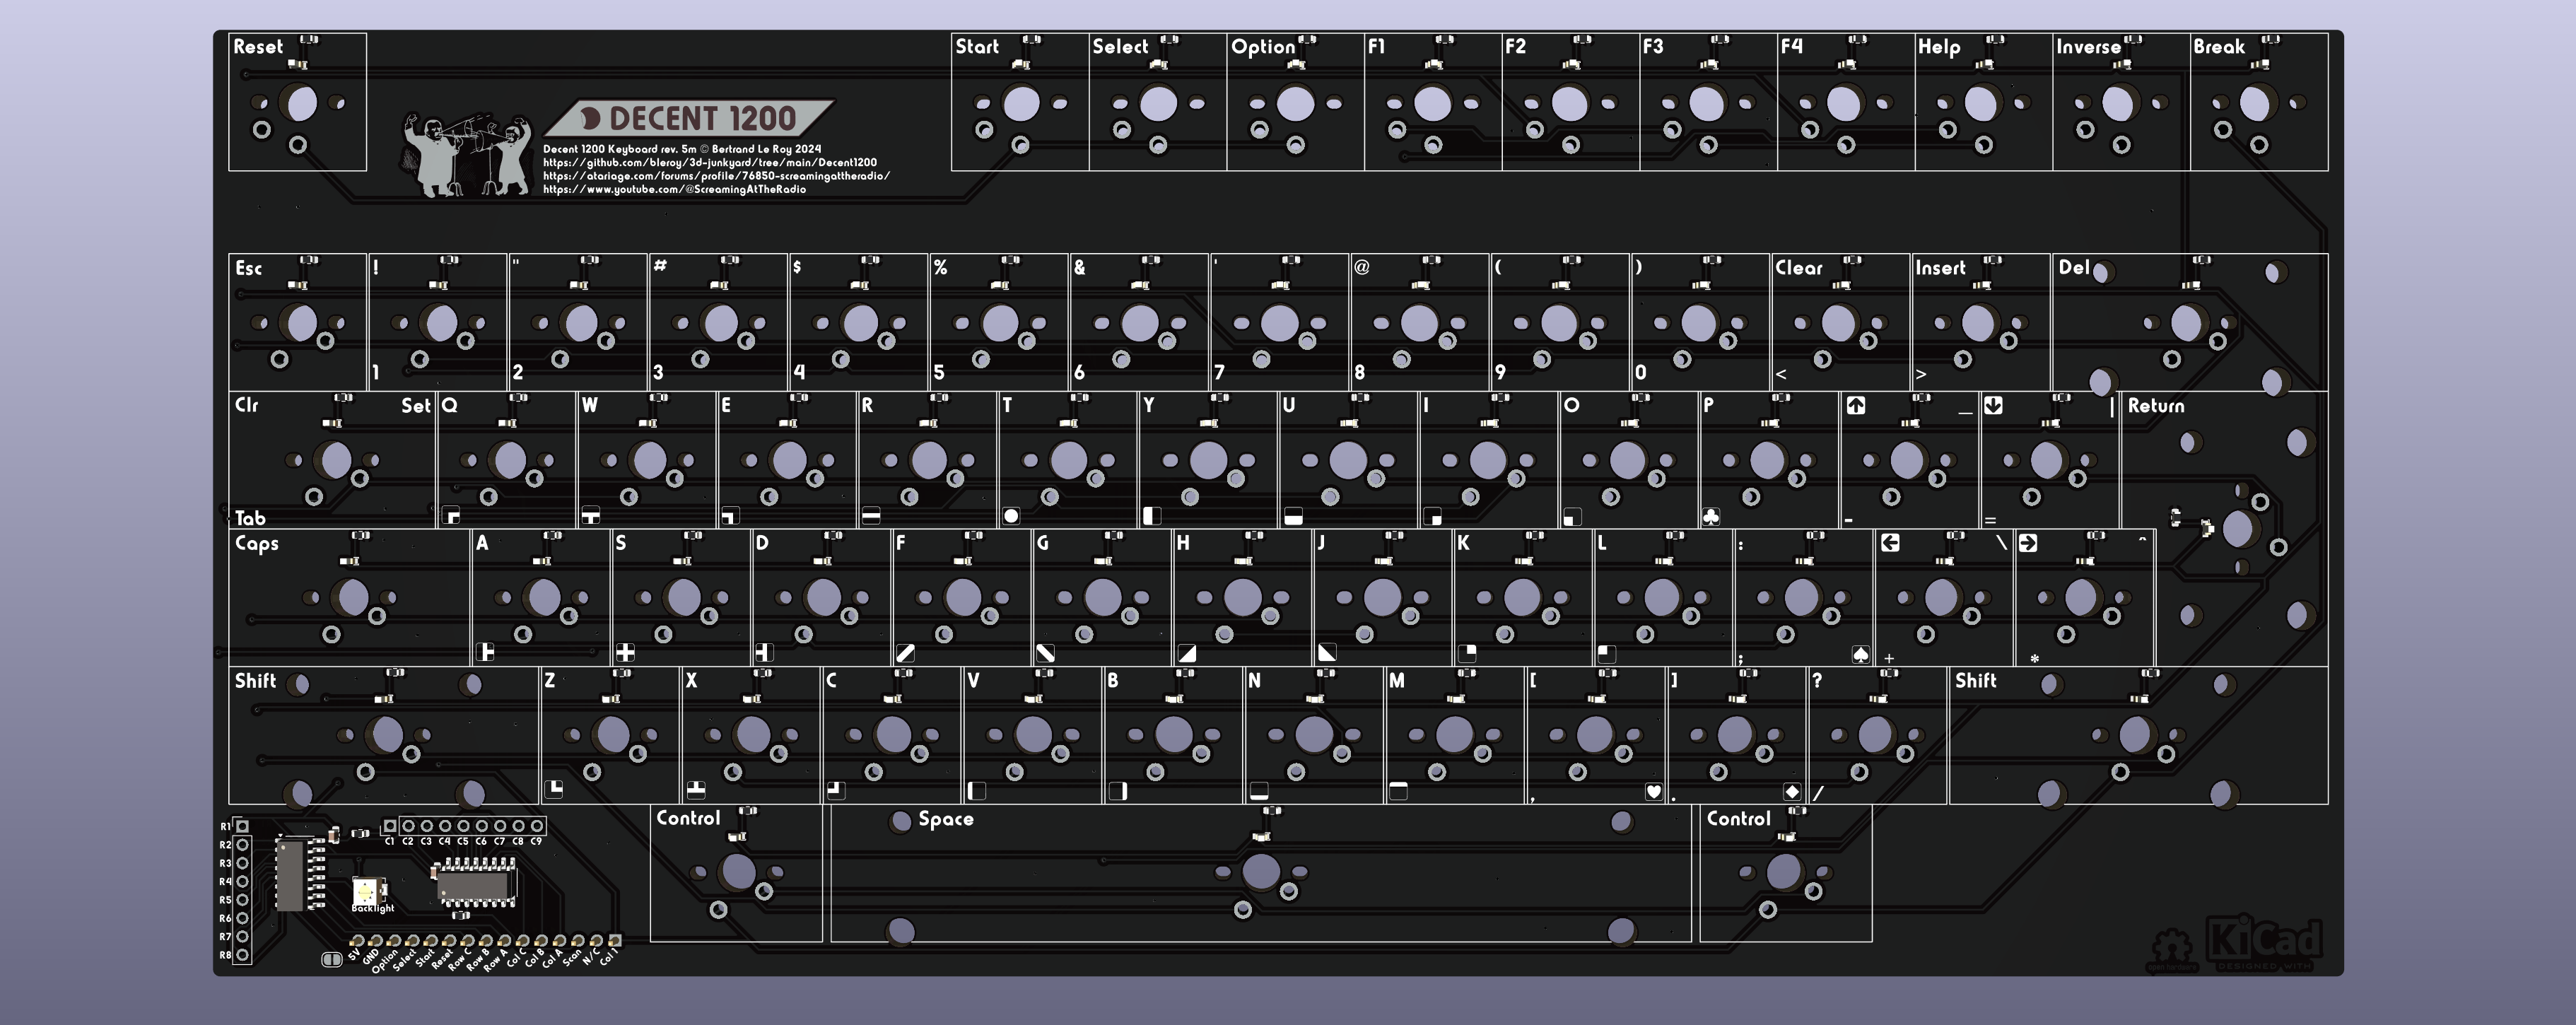 Reset Start Select Option F1 F2 F3 F4 Help Inverse Break
DECENT 1200
Decent 1200 Keyboard rev. 5m © Bertrand Le Roy 2024
https://github.com/bleroy/3d-junkyard/tree/main/Decent1200
https://atariage.com/forums/profile/76850-screamingattheradio/
https://www.youtube.com/@ScreamingAtTheRadio
Esc ! " # $ % & ' @ ( ) Clear Insert Del
1 2 3 4 5 6 7 8 9 0 < >
Clr Set Q W E R T Y U I O P _ | Return
Tab - =
Caps A S D F G H J K L : \ ^
; + *
Shift Z X C V B N M [ ] ? Shift
, . /
Control Space Control
R1
R2
R3
R4
R5
R6
R7
R8
C1 C2 C3 C4 C5 C6 C7 C8 C9
Backlight
5V GND Option Select Start Reset Row C Row B Row A Col C Col B Col A Scan N/C Col 1
open hardware
KiCad
DESIGNED WITH